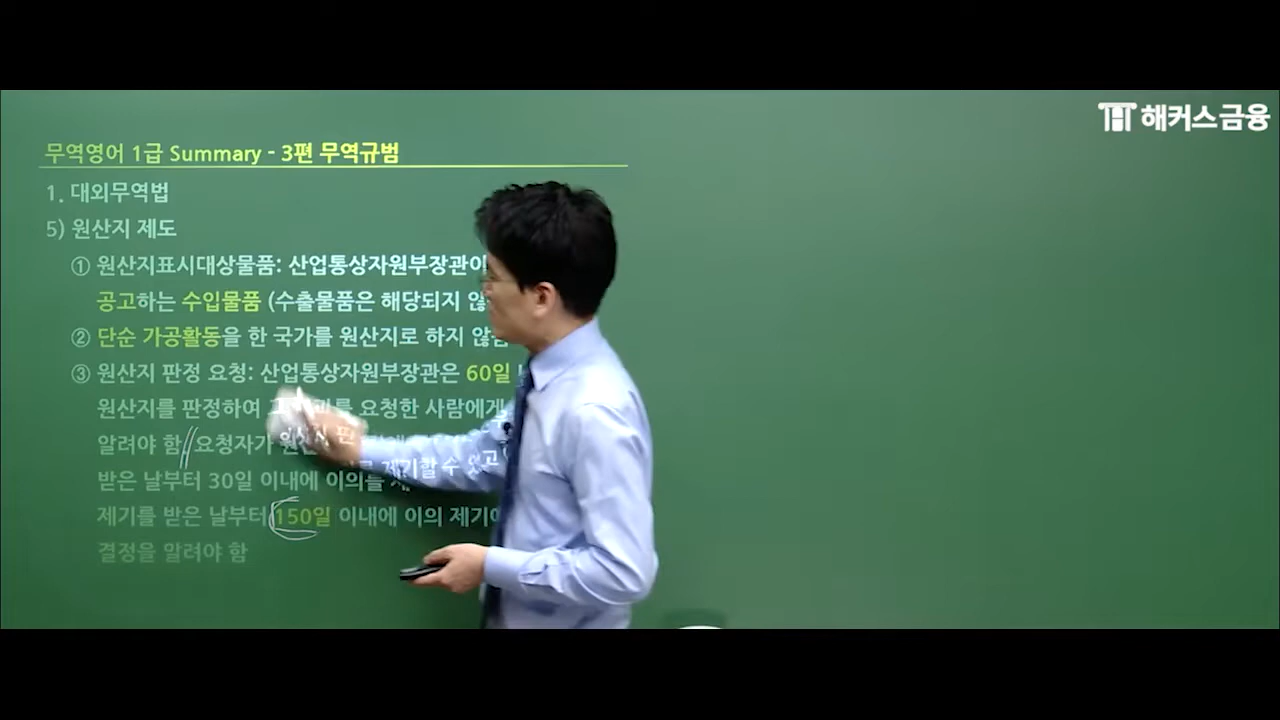 해커스금융
무역영어 1급 Summary - 3편 무역규범
1. 대외무역법
5) 원산지 제도
① 원산지표시대상물품: 산업통상자원부장관이
공고하는 수입물품 (수출물품은 해당되지 않
② 단순 가공활동을 한 국가를 원산지로 하지 않음
③ 원산지 판정 요청: 산업통상자원부장관은 60일
원산지를 판정하여 요청한 사람에게
알려야 함 요청자가 원산지 판
받은 날부터 30일 이내에 이의를 제
제기를 받은 날부터 150일 이내에 이의 제기에
결정을 알려야 함